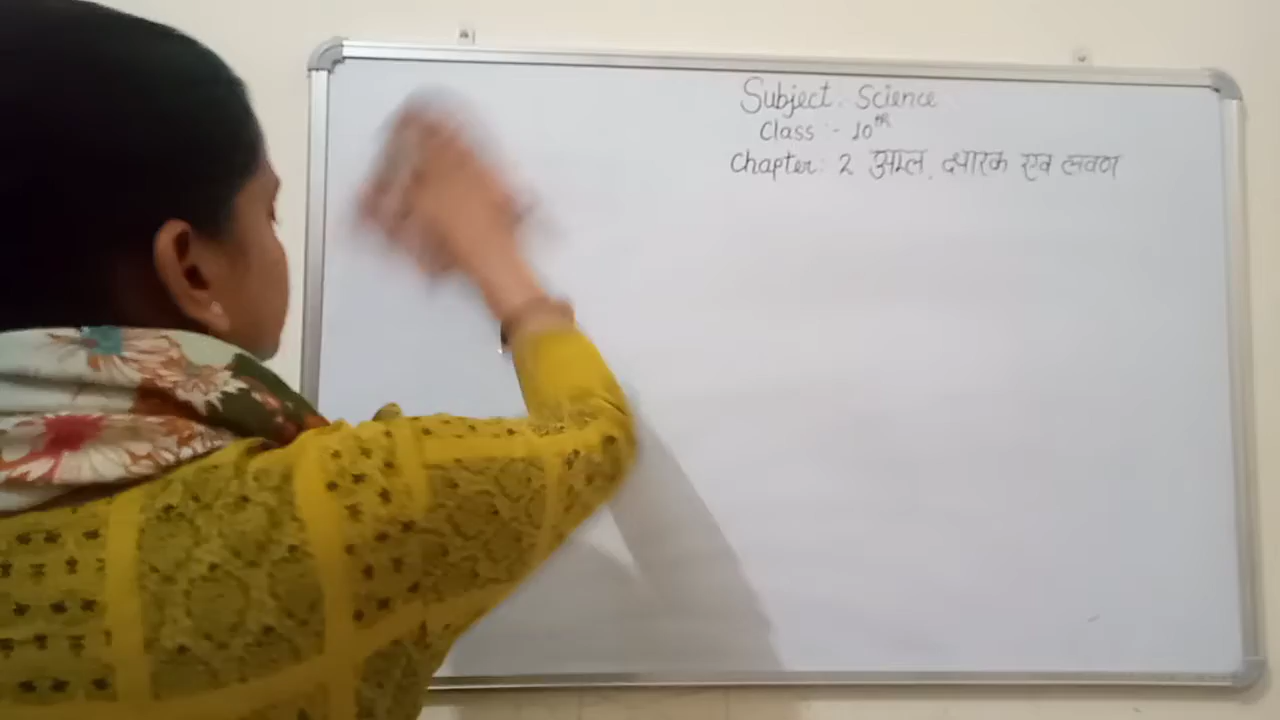 Subject. Science
Class :- 10th
Chapter: 2 अम्ल, क्षारक एव लवण